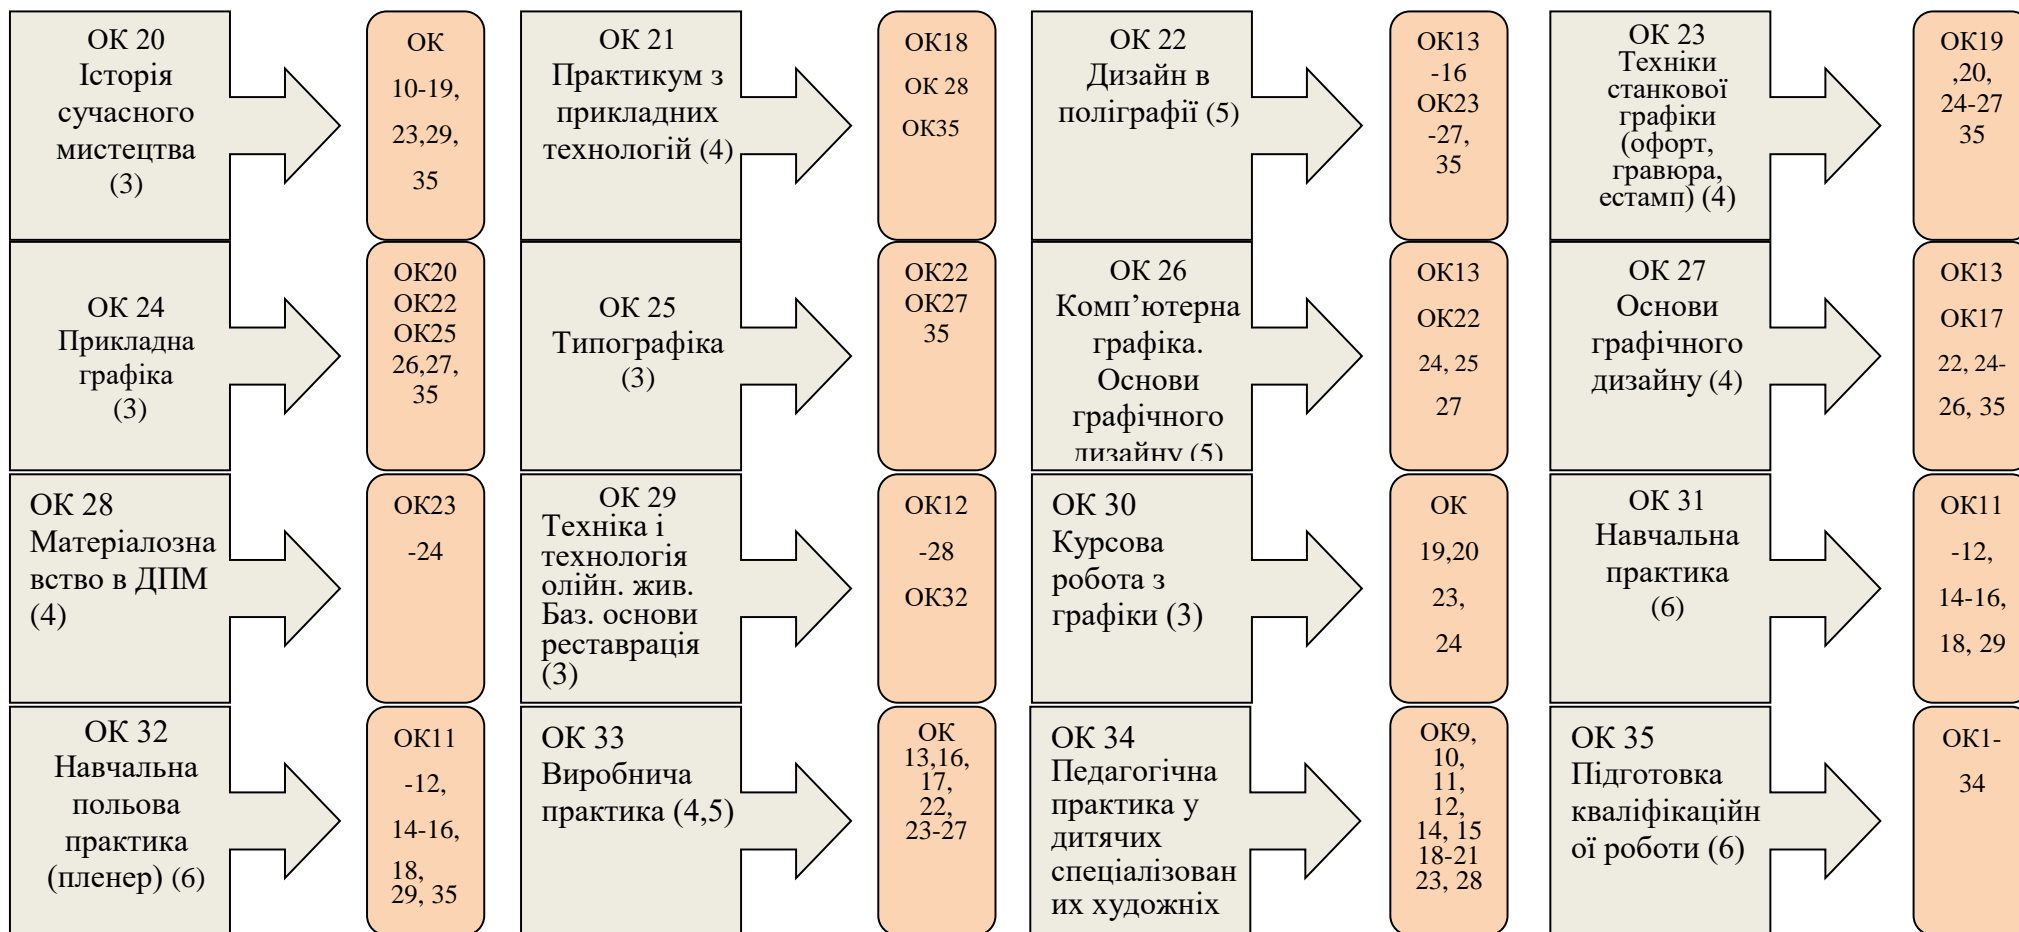 ОК 20
Історія
сучасного
мистецтва
(3)
ОК
10-19,
23,29,
35
ОК 21
Практикум з
прикладних
технологій (4)
ОК18
ОК 28
ОК35
ОК 22
Дизайн в
поліграфії (5)
ОК13
-16
ОК23
-27,
35
ОК 23
Техніки
станкової
графіки
(офорт,
гравюра,
естамп) (4)
ОК19
,20,
24-27
35
ОК 24
Прикладна
графіка
(3)
ОК20
ОК22
ОК25
26,27,
35
ОК 25
Типографіка
(3)
ОК22
ОК27
35
ОК 26
Комп’ютерна
графіка.
Основи
графічного
дизайну (5)
ОК13
ОК22
24, 25
27
ОК 27
Основи
графічного
дизайну (4)
ОК13
ОК17
22, 24-
26, 35
ОК 28
Матеріалозна
вство в ДПМ
(4)
ОК23
-24
ОК 29
Техніка і
технологія
олійн. жив.
Баз. основи
реставрація
(3)
ОК12
-28
ОК32
ОК 30
Курсова
робота з
графіки (3)
ОК
19,20
23,
24
ОК 31
Навчальна
практика
(6)
ОК11
-12,
14-16,
18, 29
ОК 32
Навчальна
польова
практика
(пленер) (6)
ОК11
-12,
14-16,
18,
29, 35
ОК 33
Виробнича
практика (4,5)
ОК
13,16,
17,
22,
23-27
ОК 34
Педагогічна
практика у
дитячих
спеціалізован
их художніх
ОК9,
10,
11,
12,
14, 15
18-21
23, 28
ОК 35
Підготовка
кваліфікаційн
ої роботи (6)
ОК1-
34